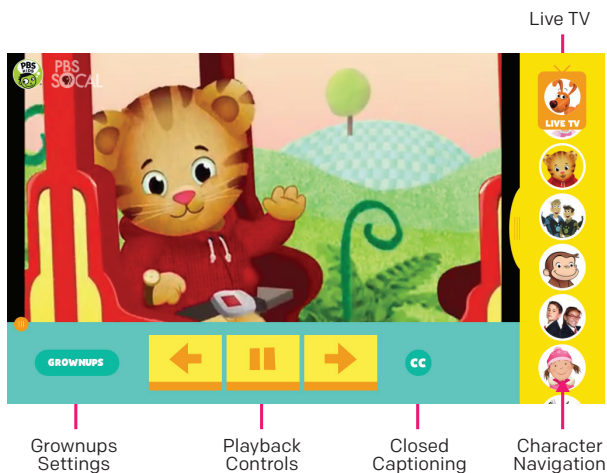 Live TV
PBS
KIDS
PBS
SOCAL
LIVE TV
GROWNUPS
CC
Grownups
Settings
Playback
Controls
Closed
Captioning
Character
Navigation